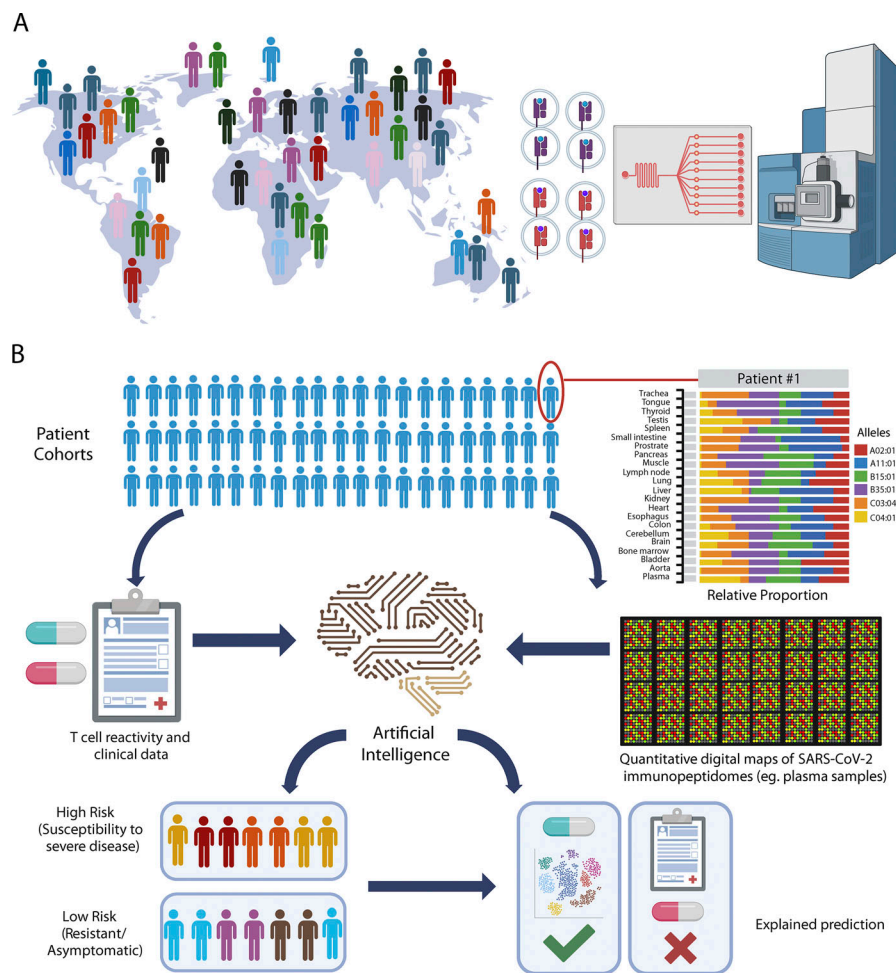 A
B
Patient
Cohorts
Patient #1
Trachea
Tongue
Thyroid
Testis
Spleen
Small intestine
Prostate
Pancreas
Muscle
Lymph node
Lung
Liver
Kidney
Heart
Esophagus
Colon
Cerebellum
Brain
Bone marrow
Bladder
Aorta
Plasma
Relative Proportion
Alleles
A02:01
A11:01
B15:01
B35:01
C03:04
C04:01
T cell reactivity and
clinical data
Artificial
Intelligence
Quantitative digital maps of SARS-CoV-2
immunopeptidomes (eg. plasma samples)
High Risk
(Susceptibility to
severe disease)
Low Risk
(Resistant/
Asymptomatic)
Explained prediction